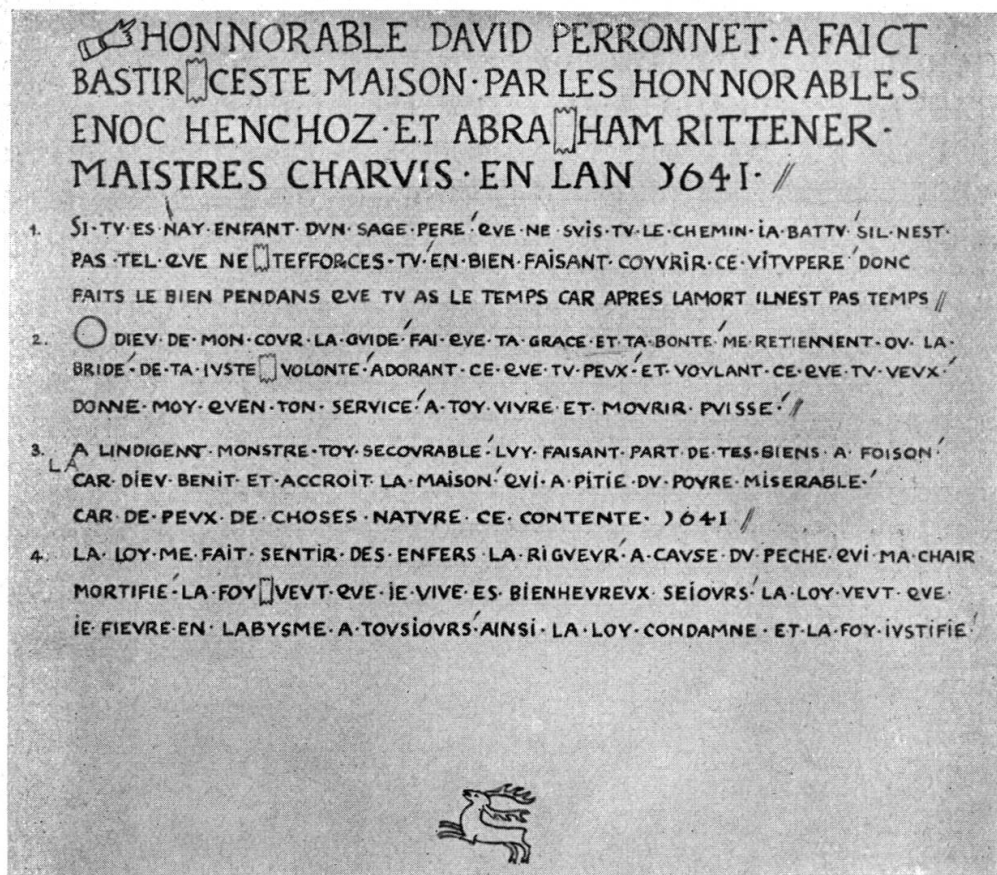 HONNORABLE DAVID PERRONNET·A FAICT
BASTIR CESTE MAISON·PAR LES HONNORABLES
ENOC HENCHOZ·ET ABRA HAM RITTENER·
MAISTRES CHARVIS·EN LAN 1641· //
1. SI·TV·ES NAY·ENFANT·DVN·SAGE·PERE′QVE·NE·SVIS·TV·LE·CHEMIN·IA·BATTV′SIL·NEST·
PAS·TEL·QVE NE TEFFORCES·TV′EN·BIEN·FAISANT·COVVRIR·CE·VITVPERE′DONC
FAITS LE BIEN PENDANS QVE TV AS LE TEMPS CAR APRES LAMORT ILNEST PAS TEMPS //
2. O DIEV·DE·MON·COVR·LA·GVIDE′FAI·QVE·TA·GRACE·ET·TA·BONTE′ME·RETIENNENT·OV·LA·
BRIDE′DE·TA·IVSTE VOLONTE′ADORANT·CE·QVE·TV·PEVX′ET·VOVLANT·CE·QVE·TV·VEVX′
DONNE·MOY·QVEN·TON·SERVICE′A·TOY·VIVRE·ET·MOVRIR·PVISSE′//
3. A LINDIGENT·MONSTRE·TOY·SECOVRABLE′LVY·FAISANT·PART·DE·TES·BIENS·A·FOISON′
LA
CAR·DIEV·BENIT·ET·ACCROIT·LA·MAISON′QVI·A·PITIE·DV·POVRE·MISERABLE·′
CAR·DE·PEVX·DE·CHOSES·NATVRE·CE·CONTENTE·1641 //
4. LA·LOY·ME·FAIT·SENTIR·DES·ENFERS·LA·RIGVEVR′A·CAVSE·DV·PECHE·QVI·MA·CHAIR
MORTIFIE′LA·FOY VEVT·QVE·IE·VIVE·ES·BIENHEVREVX·SEIOVRS′LA·LOY·VEVT·QVE·
IE·FIEVRE·EN·LABYSME·A·TOVSIOVRS′AINSI·LA·LOY·CONDAMNE·ET·LA·FOY·IVSTIFIE′